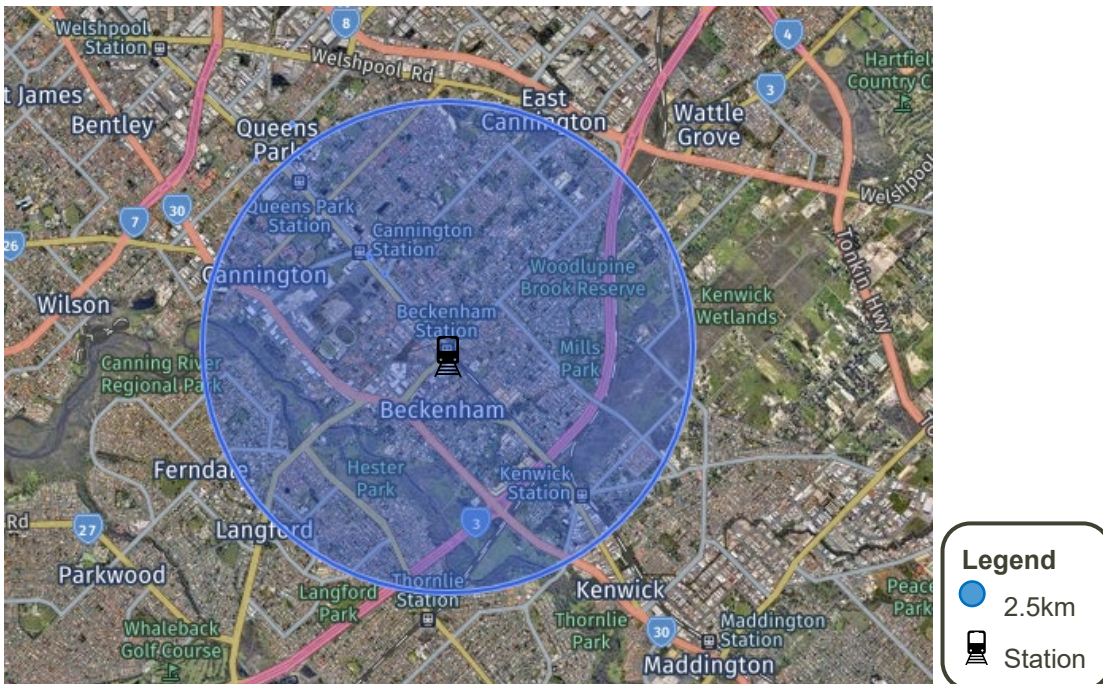 8
4
Welshpool
Station
Welshpool Rd
Hartfiel
Country C
t James
Bentley
Queens
Park
East
Cannington
3
Wattle
Grove
Welshpool
Queens Park
Station
Cannington
Station
7
30
26
Cannington
Woodlupine
Brook Reserve
Tonkin Hwy
Wilson
Beckenham
Station
Kenwick
Wetlands
Canning River
Regional Park
Mills
Park
Beckenham
To
Ferndale
Hester
Park
Kenwick
Station
Rd
27
Langford
3
Parkwood
Langford
Park
Thornlie
Station
Kenwick
Peace
Park
Whaleback
Golf Course
Thornlie
Park
30
Maddington
Station
Maddington
Legend
2.5km
Station